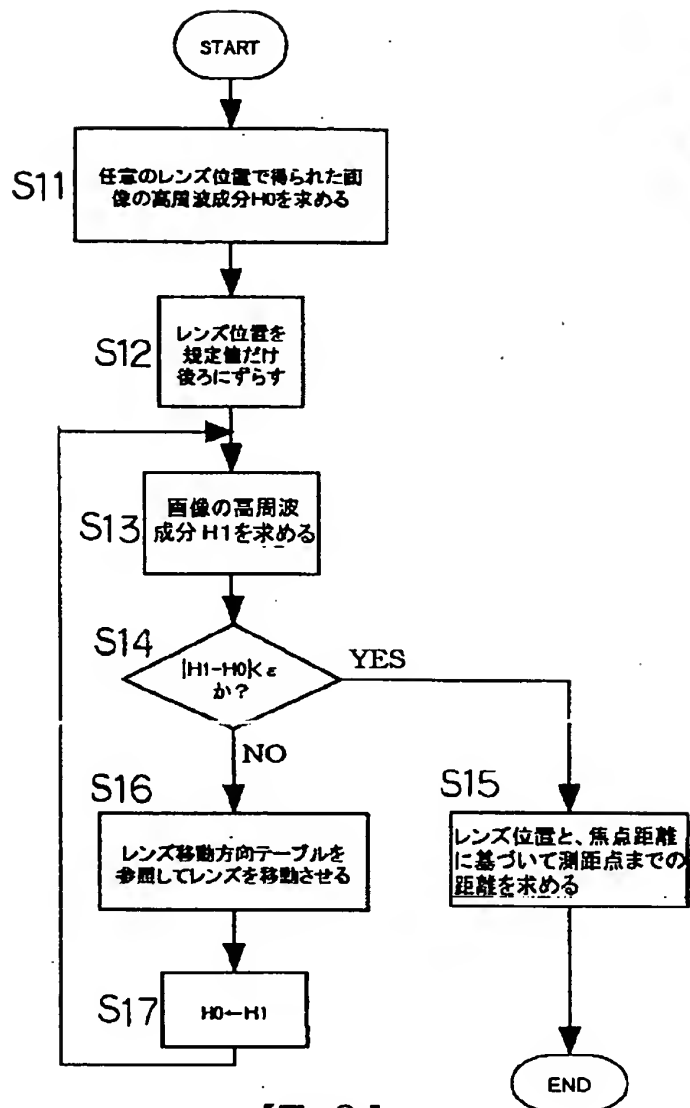 START
S11
任意のレンズ位置で得られた画
像の高周波成分H0を求める
S12
レンズ位置を
規定値だけ
後ろにずらす
S13
画像の高周波
成分H1を求める
S14
|H1-H0|<ε
か?
YES
NO
S16
レンズ移動方向テーブルを
参照してレンズを移動させる
S15
レンズ位置と、焦点距離
に基づいて測距点までの
距離を求める
S17
H0←H1
END